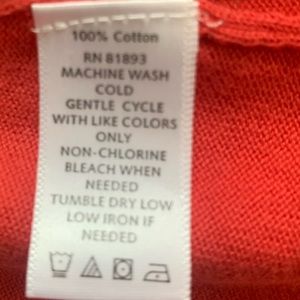 100% Cotton
RN 81893
MACHINE WASH
COLD
GENTLE CYCLE
WITH LIKE COLORS
ONLY
NON-CHLORINE
BLEACH WHEN
NEEDED
TUMBLE DRY LOW
LOW IRON IF
NEEDED